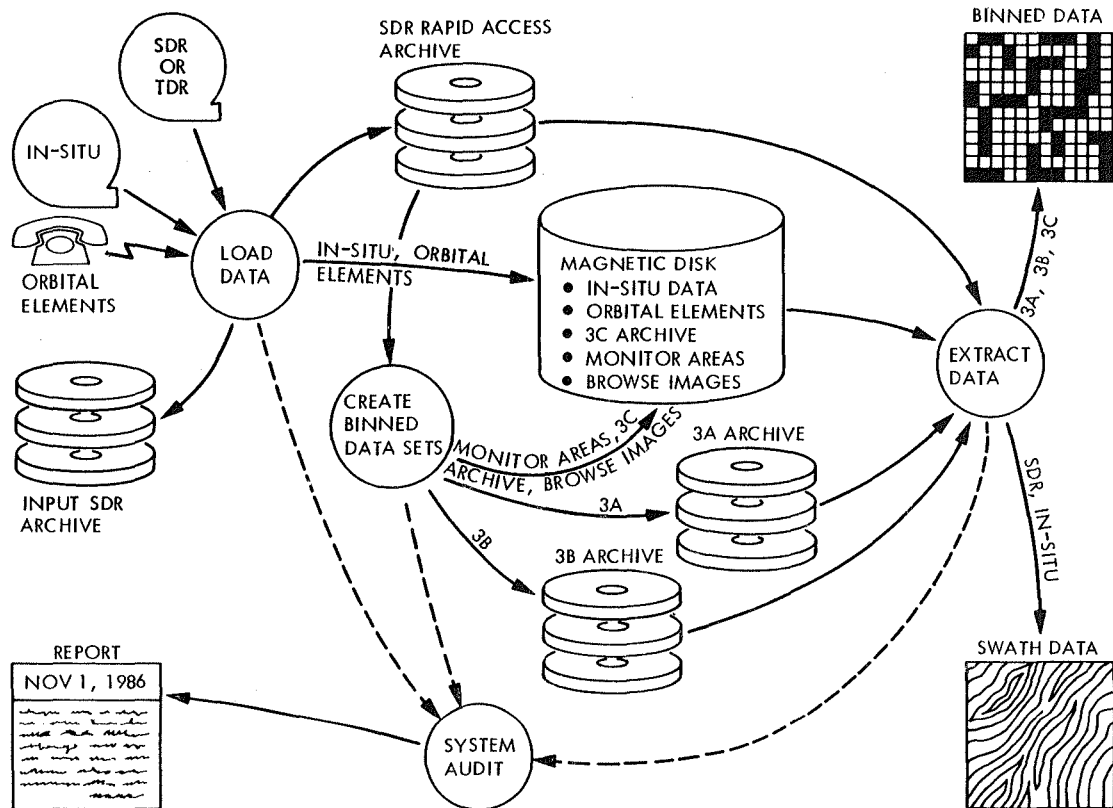 SDR
OR
TDR
SDR RAPID ACCESS
ARCHIVE
BINNED DATA
IN-SITU
ORBITAL
ELEMENTS
LOAD
DATA
IN-SITU, ORBITAL
ELEMENTS
MAGNETIC DISK
● IN-SITU DATA
● ORBITAL ELEMENTS
● 3C ARCHIVE
● MONITOR AREAS
● BROWSE IMAGES
3A, 3B, 3C
EXTRACT
DATA
INPUT SDR
ARCHIVE
CREATE
BINNED
DATA SETS
MONITOR AREAS, 3C
ARCHIVE, BROWSE IMAGES
3A
3A ARCHIVE
3B
3B ARCHIVE
SDR, IN-SITU
SWATH DATA
REPORT
NOV 1, 1986
SYSTEM
AUDIT